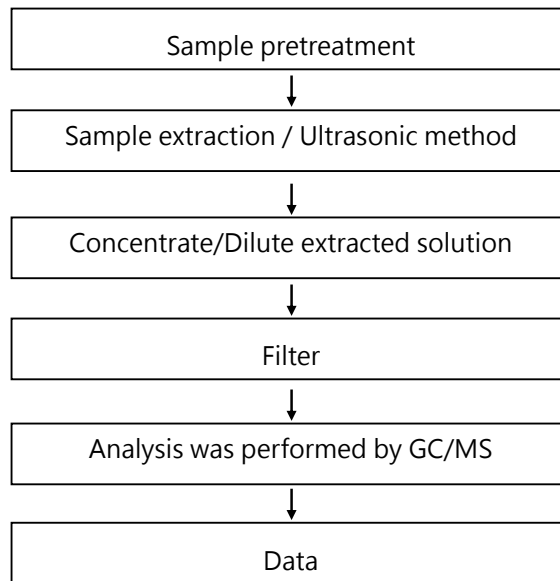 Sample pretreatment
Sample extraction / Ultrasonic method
Concentrate/Dilute extracted solution
Filter
Analysis was performed by GC/MS
Data